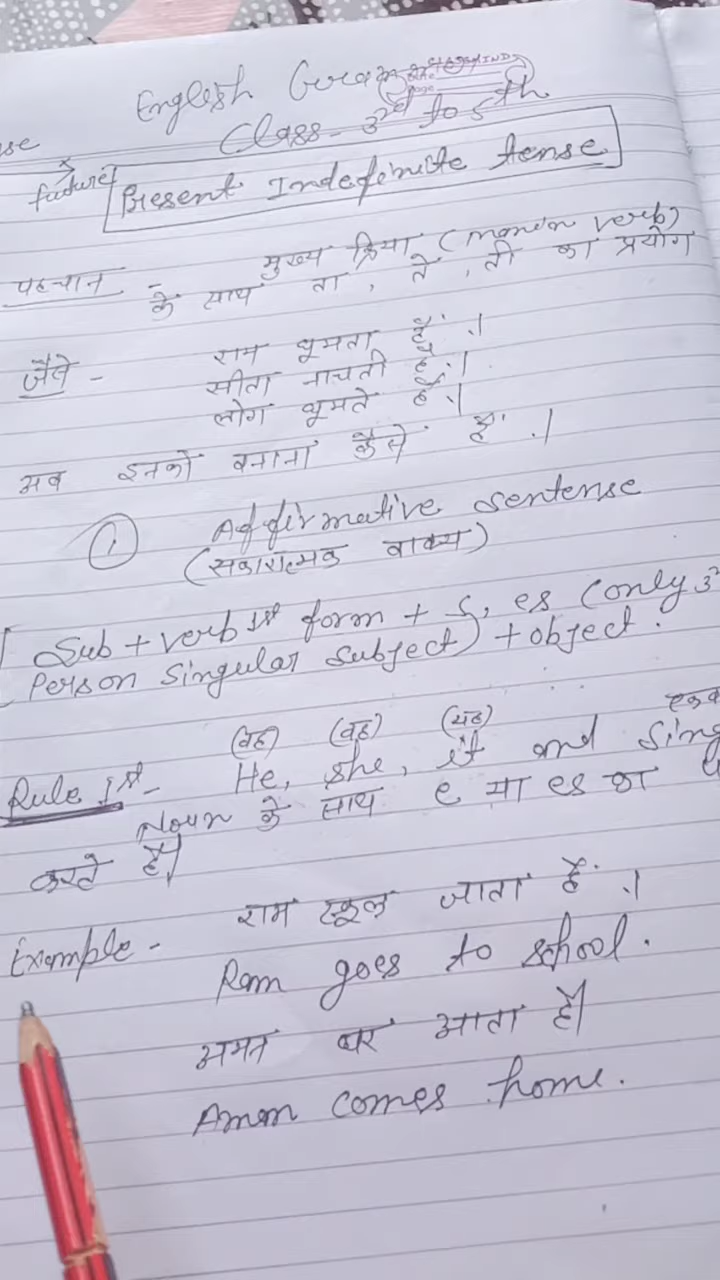 English
Class - 3rd to 5th
future
Present Indefinite tense
पहचान - मुख्य क्रिया (main verb)
के साथ ता, ते, ती का प्रयोग
जैसे - राम घूमता है।
सीता नाचती है।
लोग घूमते हैं।
अब इनको बनाना कैसे हैं।
① Affirmative sentence
(सकारात्मक वाक्य)
Sub + verb 1st form + s, es (only 3
Person Singular subject) + object.
(वह) (वह) (यह) एकव
Rule 1st - He, she, it and Sing
Noun के साथ e या es का
करते हैं।
राम स्कूल जाता हैं।
Example - Ram goes to school.
अमन घर आता है।
Aman comes home.